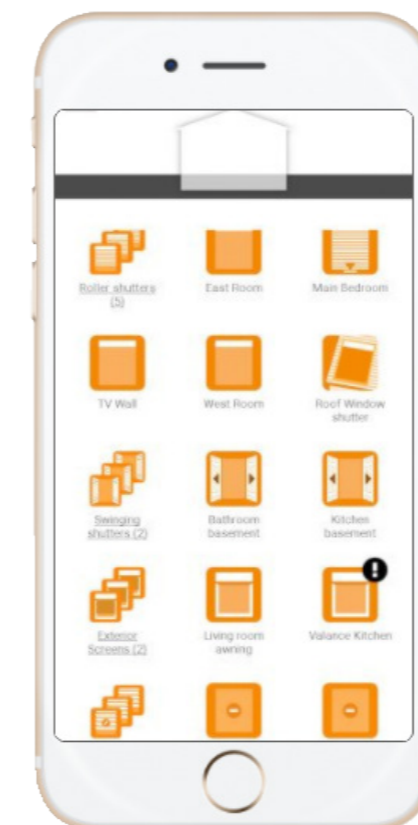 Roller shutters
(5)
East Room
Main Bedroom
TV Wall
West Room
Roof Window
shutter
Swinging
shutters (2)
Bathroom
basement
Kitchen
basement
Exterior
Screens (2)
Living room
awning
Valance Kitchen